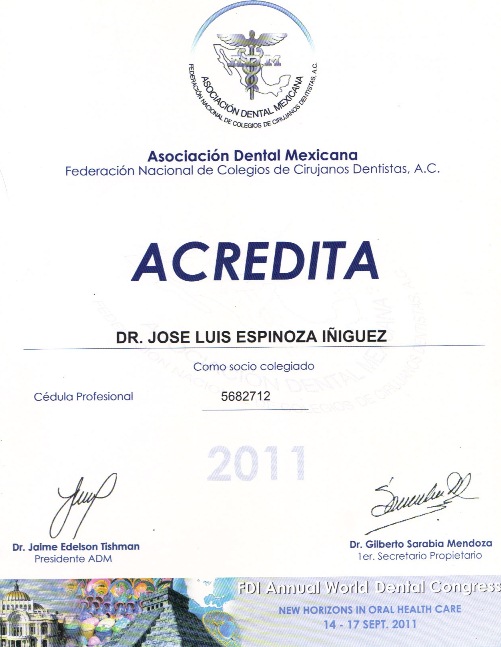 ADM
ASOCIACIÓN DENTAL MEXICANA
FEDERACIÓN NACIONAL DE COLEGIOS DE CIRUJANOS DENTISTAS, A.C.
Asociación Dental Mexicana
Federación Nacional de Colegios de Cirujanos Dentistas, A.C.
ACREDITA
DR. JOSE LUIS ESPINOZA IÑIGUEZ
Como socio colegiado
Cédula Profesional 5682712
2011
Dr. Jaime Edelson Tishman
Presidente ADM
Dr. Gilberto Sarabia Mendoza
1er. Secretario Propietario
FDI Annual World Dental Congress
NEW HORIZONS IN ORAL HEALTH CARE
14 - 17 SEPT. 2011